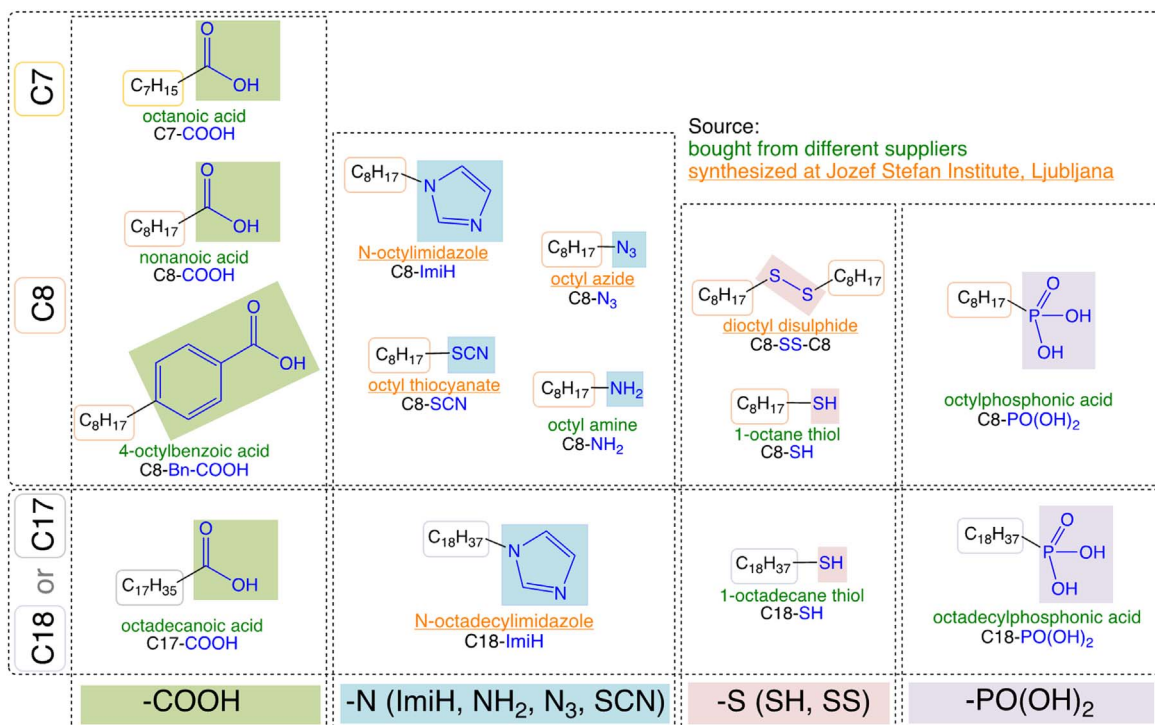 C7
O
C7H15
OH
octanoic acid
C7-COOH
O
C8H17
OH
nonanoic acid
C8-COOH
C8
O
OH
C8H17
4-octylbenzoic acid
C8-Bn-COOH
C8H17
N
N
N-octylimidazole
C8-ImiH
C8H17 N3
octyl azide
C8-N3
C8H17 SCN
octyl thiocyanate
C8-SCN
C8H17 NH2
octyl amine
C8-NH2
Source:
bought from different suppliers
synthesized at Jozef Stefan Institute, Ljubljana
S
S
C8H17
C8H17
dioctyl disulphide
C8-SS-C8
C8H17 SH
1-octane thiol
C8-SH
C8H17
O
P
OH
OH
octylphosphonic acid
C8-PO(OH)2
C18 or C17
O
C17H35
OH
octadecanoic acid
C17-COOH
C18H37
N
N
N-octadecylimidazole
C18-ImiH
C18H37 SH
1-octadecane thiol
C18-SH
C18H37
O
P
OH
OH
octadecylphosphonic acid
C18-PO(OH)2
-COOH
-N (ImiH, NH2, N3, SCN)
-S (SH, SS)
-PO(OH)2